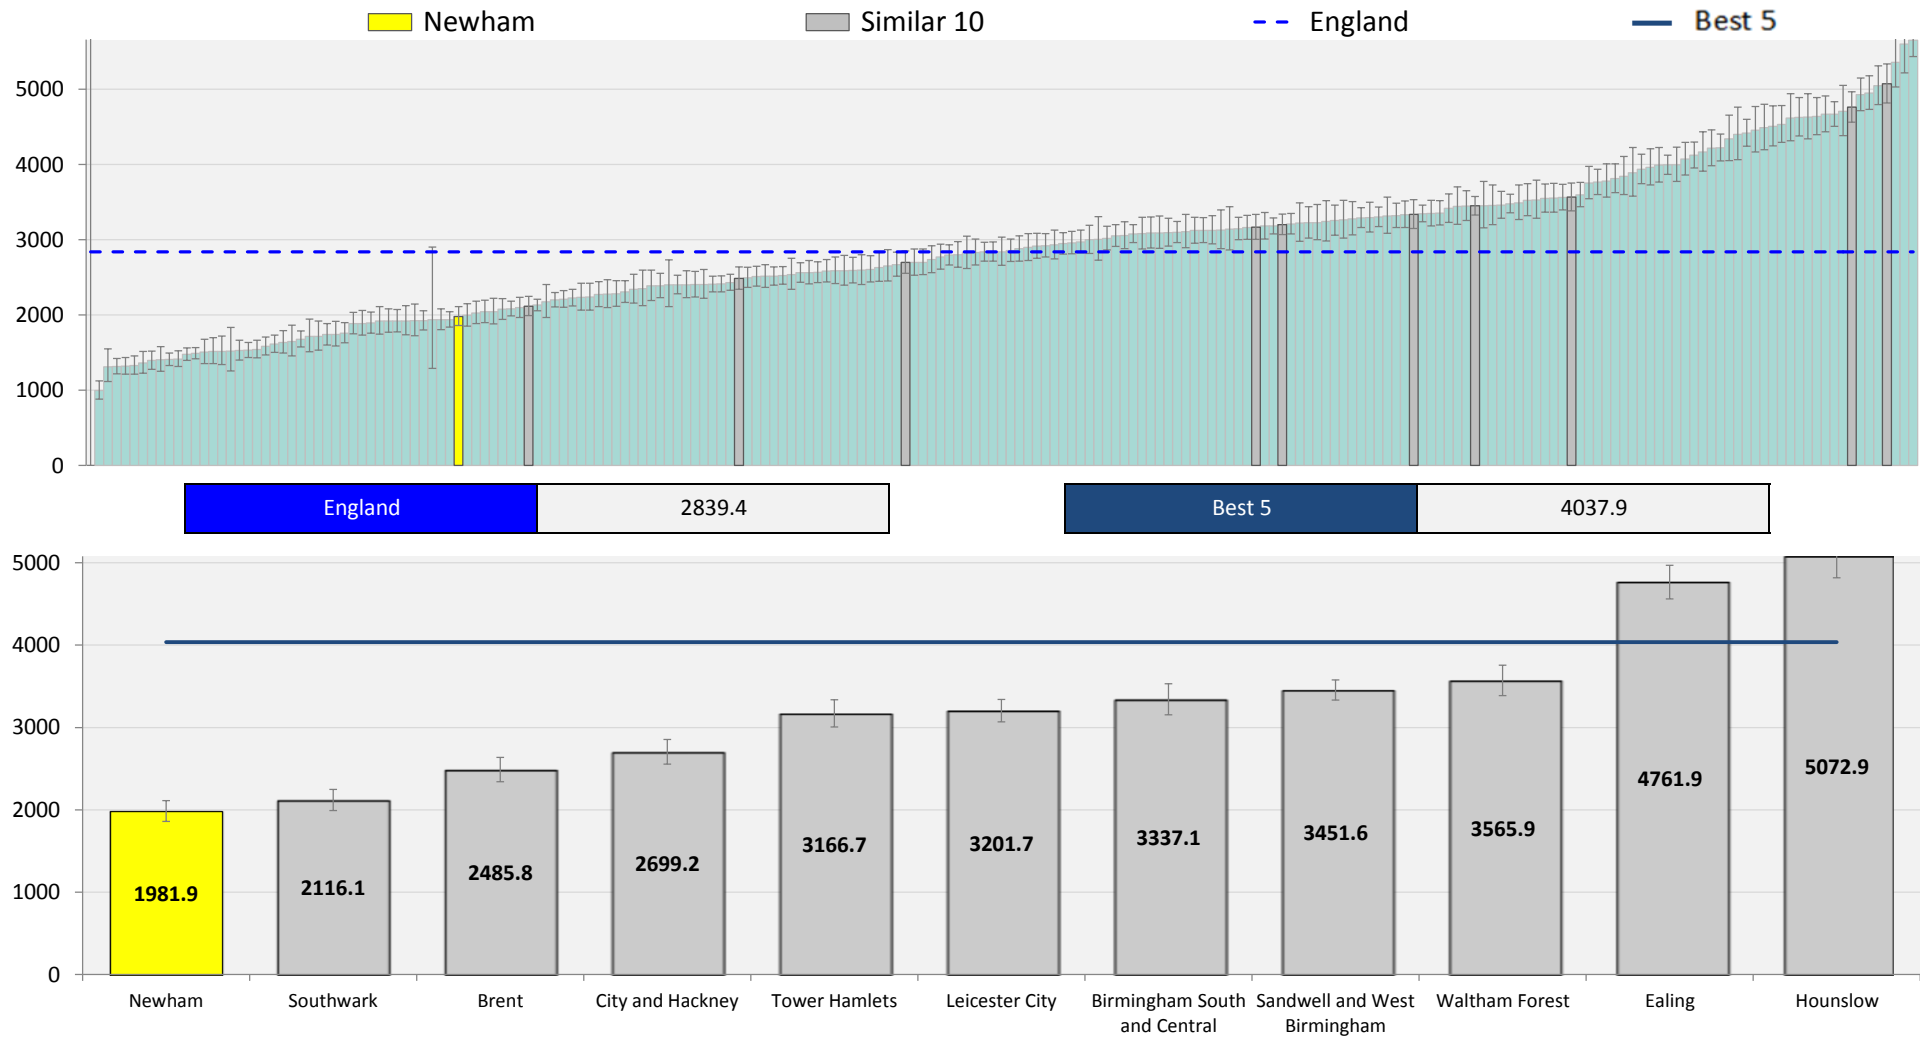 Newham Similar 10 England Best 5
5000
4000
3000
2000
1000
0
England 2839.4 Best 5 4037.9
5000
4000
3000
2000
1000
0
1981.9 2116.1 2485.8 2699.2 3166.7 3201.7 3337.1 3451.6 3565.9 4761.9 5072.9
Newham Southwark Brent City and Hackney Tower Hamlets Leicester City Birmingham South Sandwell and West Waltham Forest Ealing Hounslow
and Central Birmingham